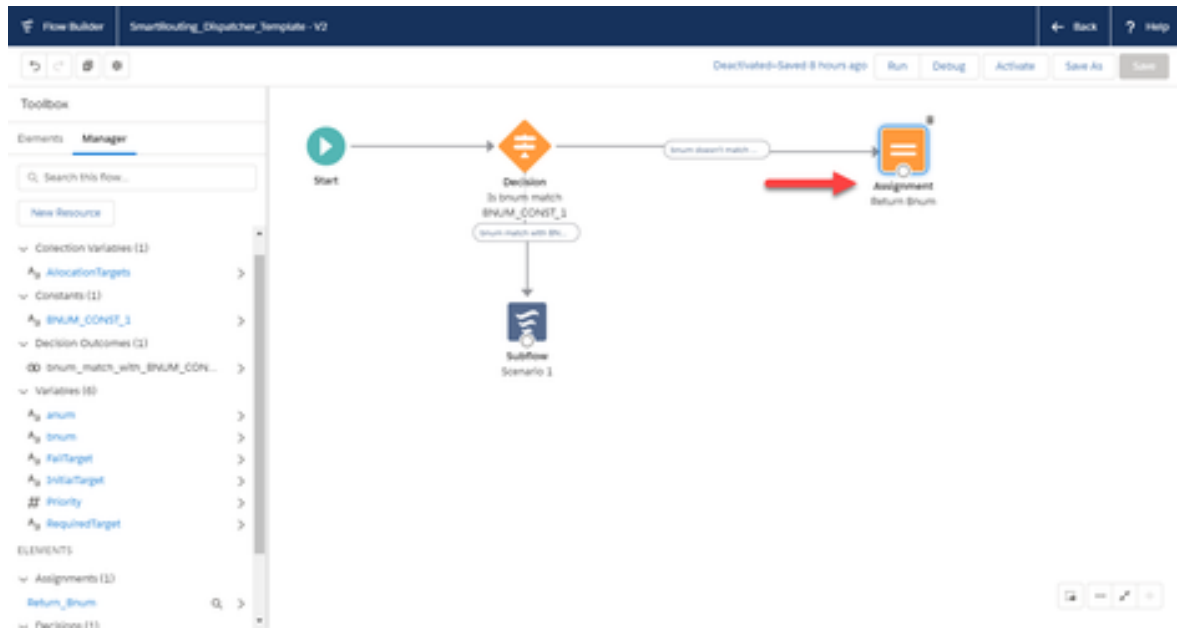 Flow Builder
SmartRouting_Dispatcher_Template - V2
Back
? Help
Deactivated•Saved 8 hours ago
Run
Debug
Activate
Save As
Save
Toolbox
Elements
Manager
Search this flow...
New Resource
Collection Variables (1)
AllocationTargets
Constants (1)
BNUM_CONST_1
Decision Outcomes (1)
bnum_match_with_BNUM_CON...
Variables (6)
anum
bnum
FailTarget
InitialTarget
Priority
RequiredTarget
ELEMENTS
Assignments (1)
Return_Bnum
Decisions (1)
Start
Decision
Is bnum match
BNUM_CONST_1
bnum match with BN...
Subflow
Scenario 1
bnum doesn't match ...
Assignment
Return Bnum